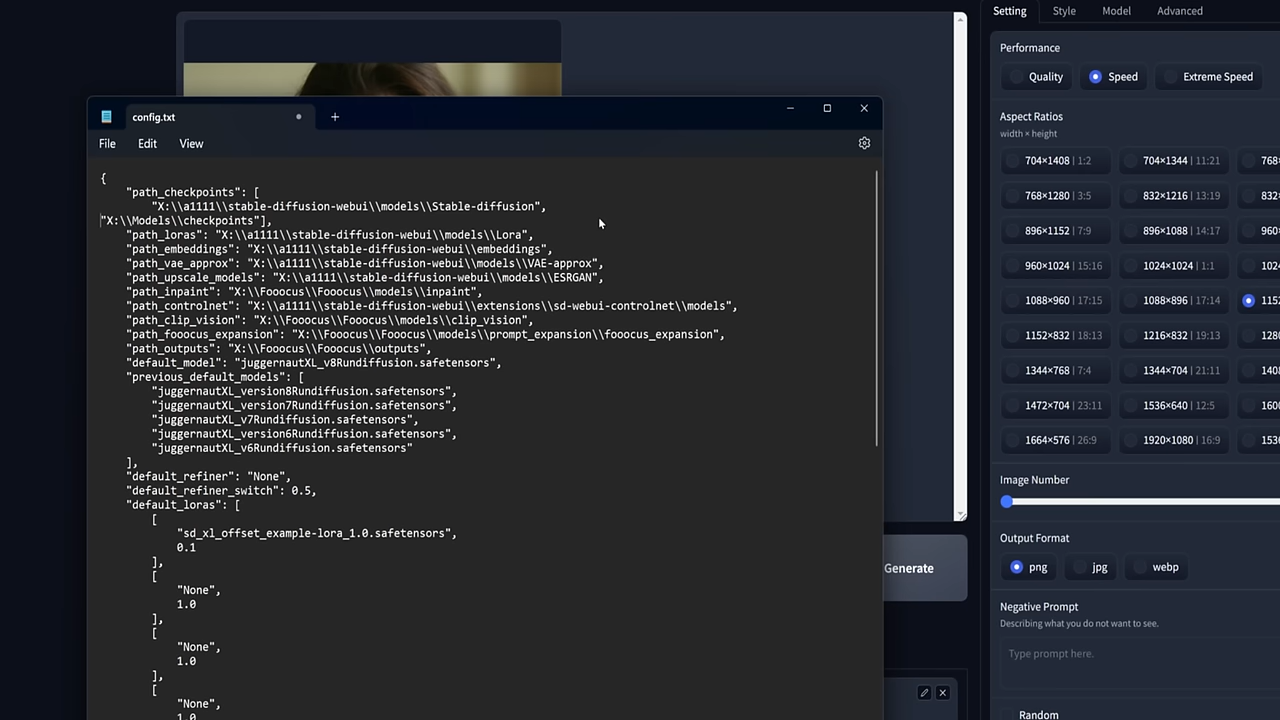 config.txt
File Edit View
{
"path_checkpoints": [
"X:\\a1111\\stable-diffusion-webui\\models\\Stable-diffusion",
"X:\\Models\\checkpoints"],
"path_loras": "X:\\a1111\\stable-diffusion-webui\\models\\Lora",
"path_embeddings": "X:\\a1111\\stable-diffusion-webui\\embeddings",
"path_vae_approx": "X:\\a1111\\stable-diffusion-webui\\models\\VAE-approx",
"path_upscale_models": "X:\\a1111\\stable-diffusion-webui\\models\\ESRGAN",
"path_inpaint": "X:\\Fooocus\\Fooocus\\models\\inpaint",
"path_controlnet": "X:\\a1111\\stable-diffusion-webui\\extensions\\sd-webui-controlnet\\models",
"path_clip_vision": "X:\\Fooocus\\Fooocus\\models\\clip_vision",
"path_fooocus_expansion": "X:\\Fooocus\\Fooocus\\models\\prompt_expansion\\fooocus_expansion",
"path_outputs": "X:\\Fooocus\\Fooocus\\outputs",
"default_model": "juggernautXL_v8Rundiffusion.safetensors",
"previous_default_models": [
"juggernautXL_version8Rundiffusion.safetensors",
"juggernautXL_version7Rundiffusion.safetensors",
"juggernautXL_v7Rundiffusion.safetensors",
"juggernautXL_version6Rundiffusion.safetensors",
"juggernautXL_v6Rundiffusion.safetensors"
],
"default_refiner": "None",
"default_refiner_switch": 0.5,
"default_loras": [
[
"sd_xl_offset_example-lora_1.0.safetensors",
0.1
],
[
"None",
1.0
],
[
"None",
1.0
],
[
"None",
1.0
Generate
Setting Style Model Advanced
Performance
Quality Speed Extreme Speed
Aspect Ratios
width × height
704×1408 | 1:2 704×1344 | 11:21 768×
768×1280 | 3:5 832×1216 | 13:19 832×
896×1152 | 7:9 896×1088 | 14:17 960×
960×1024 | 15:16 1024×1024 | 1:1 1024
1088×960 | 17:15 1088×896 | 17:14 1152
1152×832 | 18:13 1216×832 | 19:13 1280
1344×768 | 7:4 1344×704 | 21:11 1408
1472×704 | 23:11 1536×640 | 12:5 1600
1664×576 | 26:9 1920×1080 | 16:9 1536
Image Number
Output Format
png jpg webp
Negative Prompt
Describing what you do not want to see.
Type prompt here.
Random